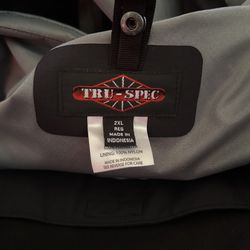 TRU-SPEC
2XL
REG
MADE IN
INDONESIA
LINING: 100% NYLON
MADE IN INDONESIA
SEE REVERSE FOR CARE